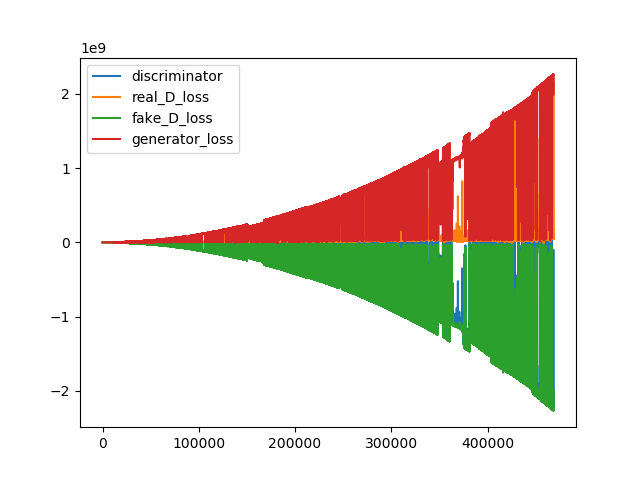 1e9
discriminator
real_D_loss
fake_D_loss
generator_loss
2
1
0
−1
−2
0 100000 200000 300000 400000